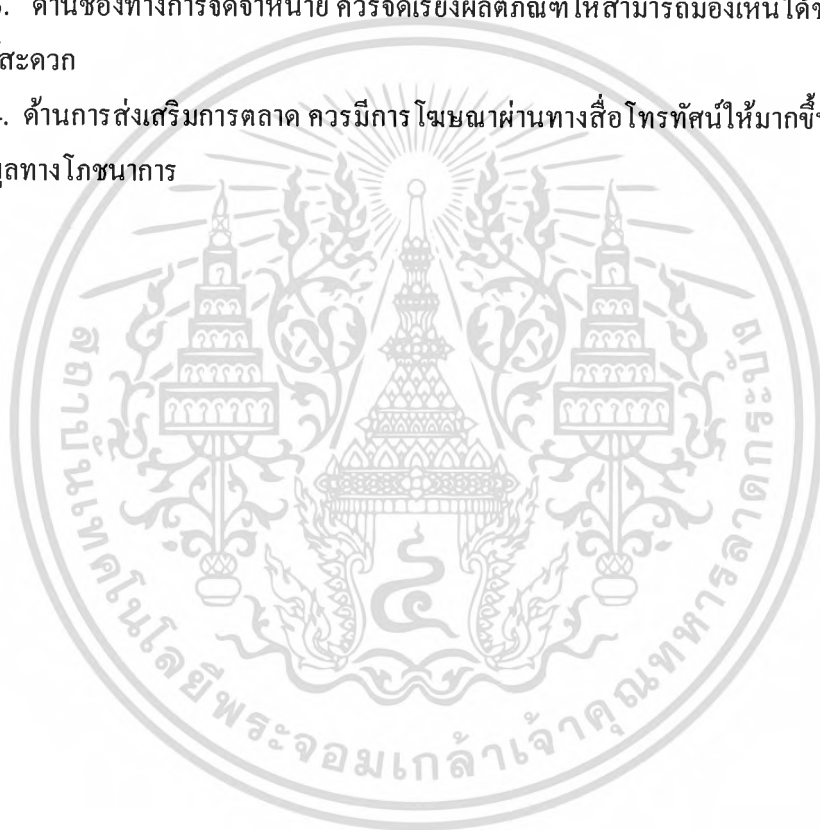 ด้านช่องทางการจัดจำหน่าย ควรจัดเรียงผลิตภัณฑ์ให้สามารถมองเห็นได้
สะดวก
ด้านการส่งเสริมการตลาด ควรมีการโฆษณาผ่านทางสื่อโทรทัศน์ให้มากขึ้น
มูลทางโภชนาการ
๔
สถาบันเทคโนโลยีพระจอมเกล้าเจ้าคุณทหารลาดกระบัง